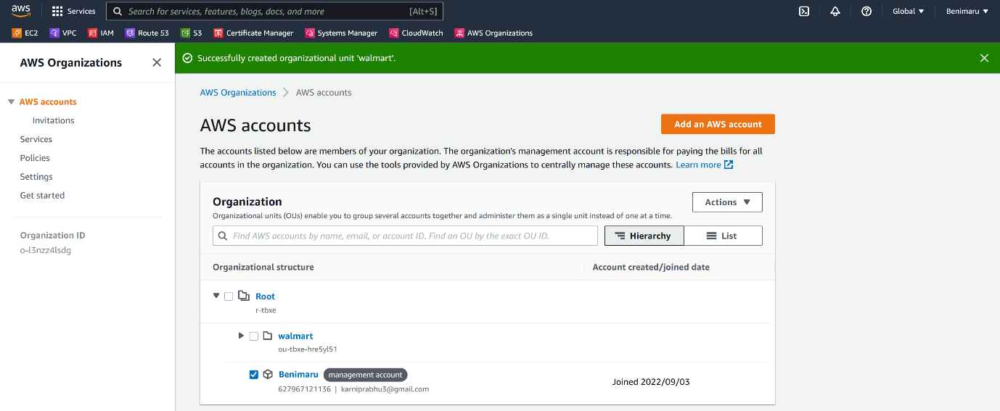 aws Services Search for services, features, blogs, docs, and more [Alt+S] Global Benimaru
EC2 VPC IAM Route 53 S3 Certificate Manager Systems Manager CloudWatch AWS Organizations
AWS Organizations
AWS accounts
Invitations
Services
Policies
Settings
Get started
Organization ID
o-l3nzz4lsdg
Successfully created organizational unit 'walmart'.
AWS Organizations > AWS accounts
AWS accounts
Add an AWS account
The accounts listed below are members of your organization. The organization's management account is responsible for paying the bills for all
accounts in the organization. You can use the tools provided by AWS Organizations to centrally manage these accounts. Learn more
Organization
Actions
Organizational units (OUs) enable you to group several accounts together and administer them as a single unit instead of one at a time.
Find AWS accounts by name, email, or account ID. Find an OU by the exact OU ID.
Hierarchy List
Organizational structure Account created/joined date
Root
r-tbxe
walmart
ou-tbxe-hre5yl51
Benimaru management account
Joined 2022/09/03
627967121136 | karniprabhu3@gmail.com